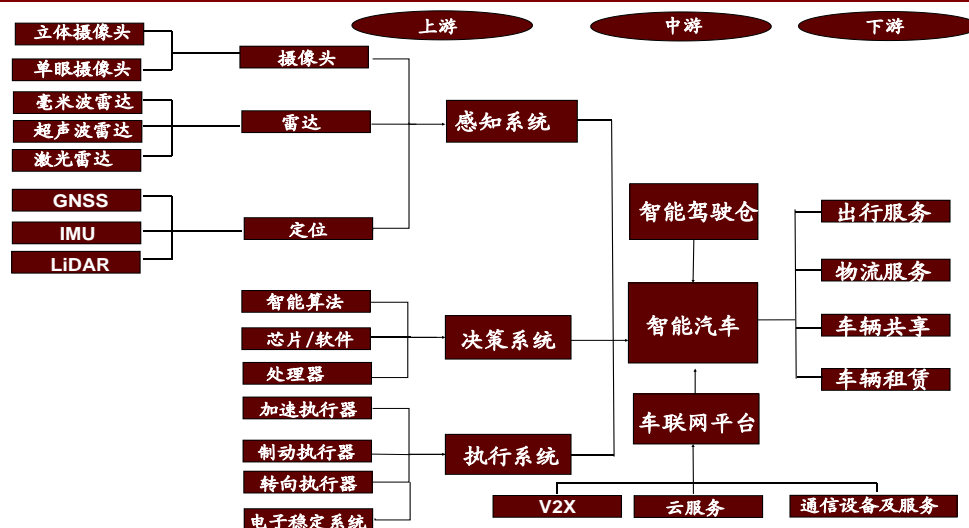 上游
中游
下游
立体摄像头
单眼摄像头
摄像头
毫米波雷达
超声波雷达
激光雷达
雷达
感知系统
GNSS
IMU
LiDAR
定位
智能算法
芯片/软件
处理器
决策系统
加速执行器
制动执行器
转向执行器
电子稳定系统
执行系统
智能驾驶仓
智能汽车
车联网平台
V2X
云服务
通信设备及服务
出行服务
物流服务
车辆共享
车辆租赁